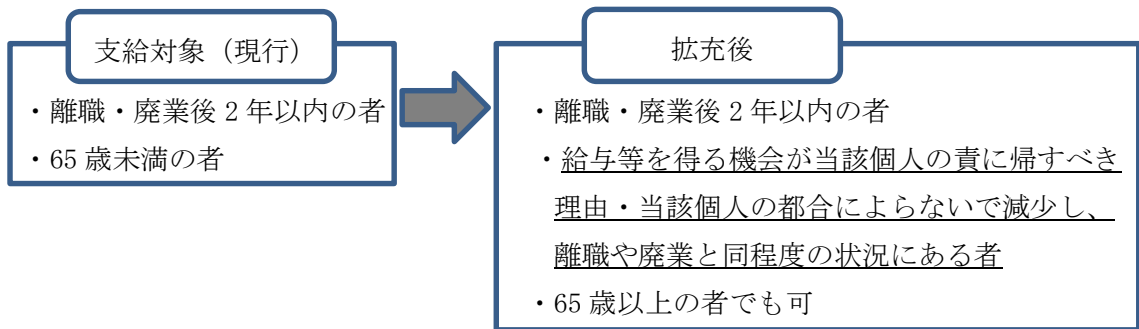 支給対象（現行）
・離職・廃業後 2 年以内の者
・65 歳未満の者
拡充後
・離職・廃業後 2 年以内の者
・給与等を得る機会が当該個人の責に帰すべき
理由・当該個人の都合によらないで減少し、
離職や廃業と同程度の状況にある者
・65 歳以上の者でも可